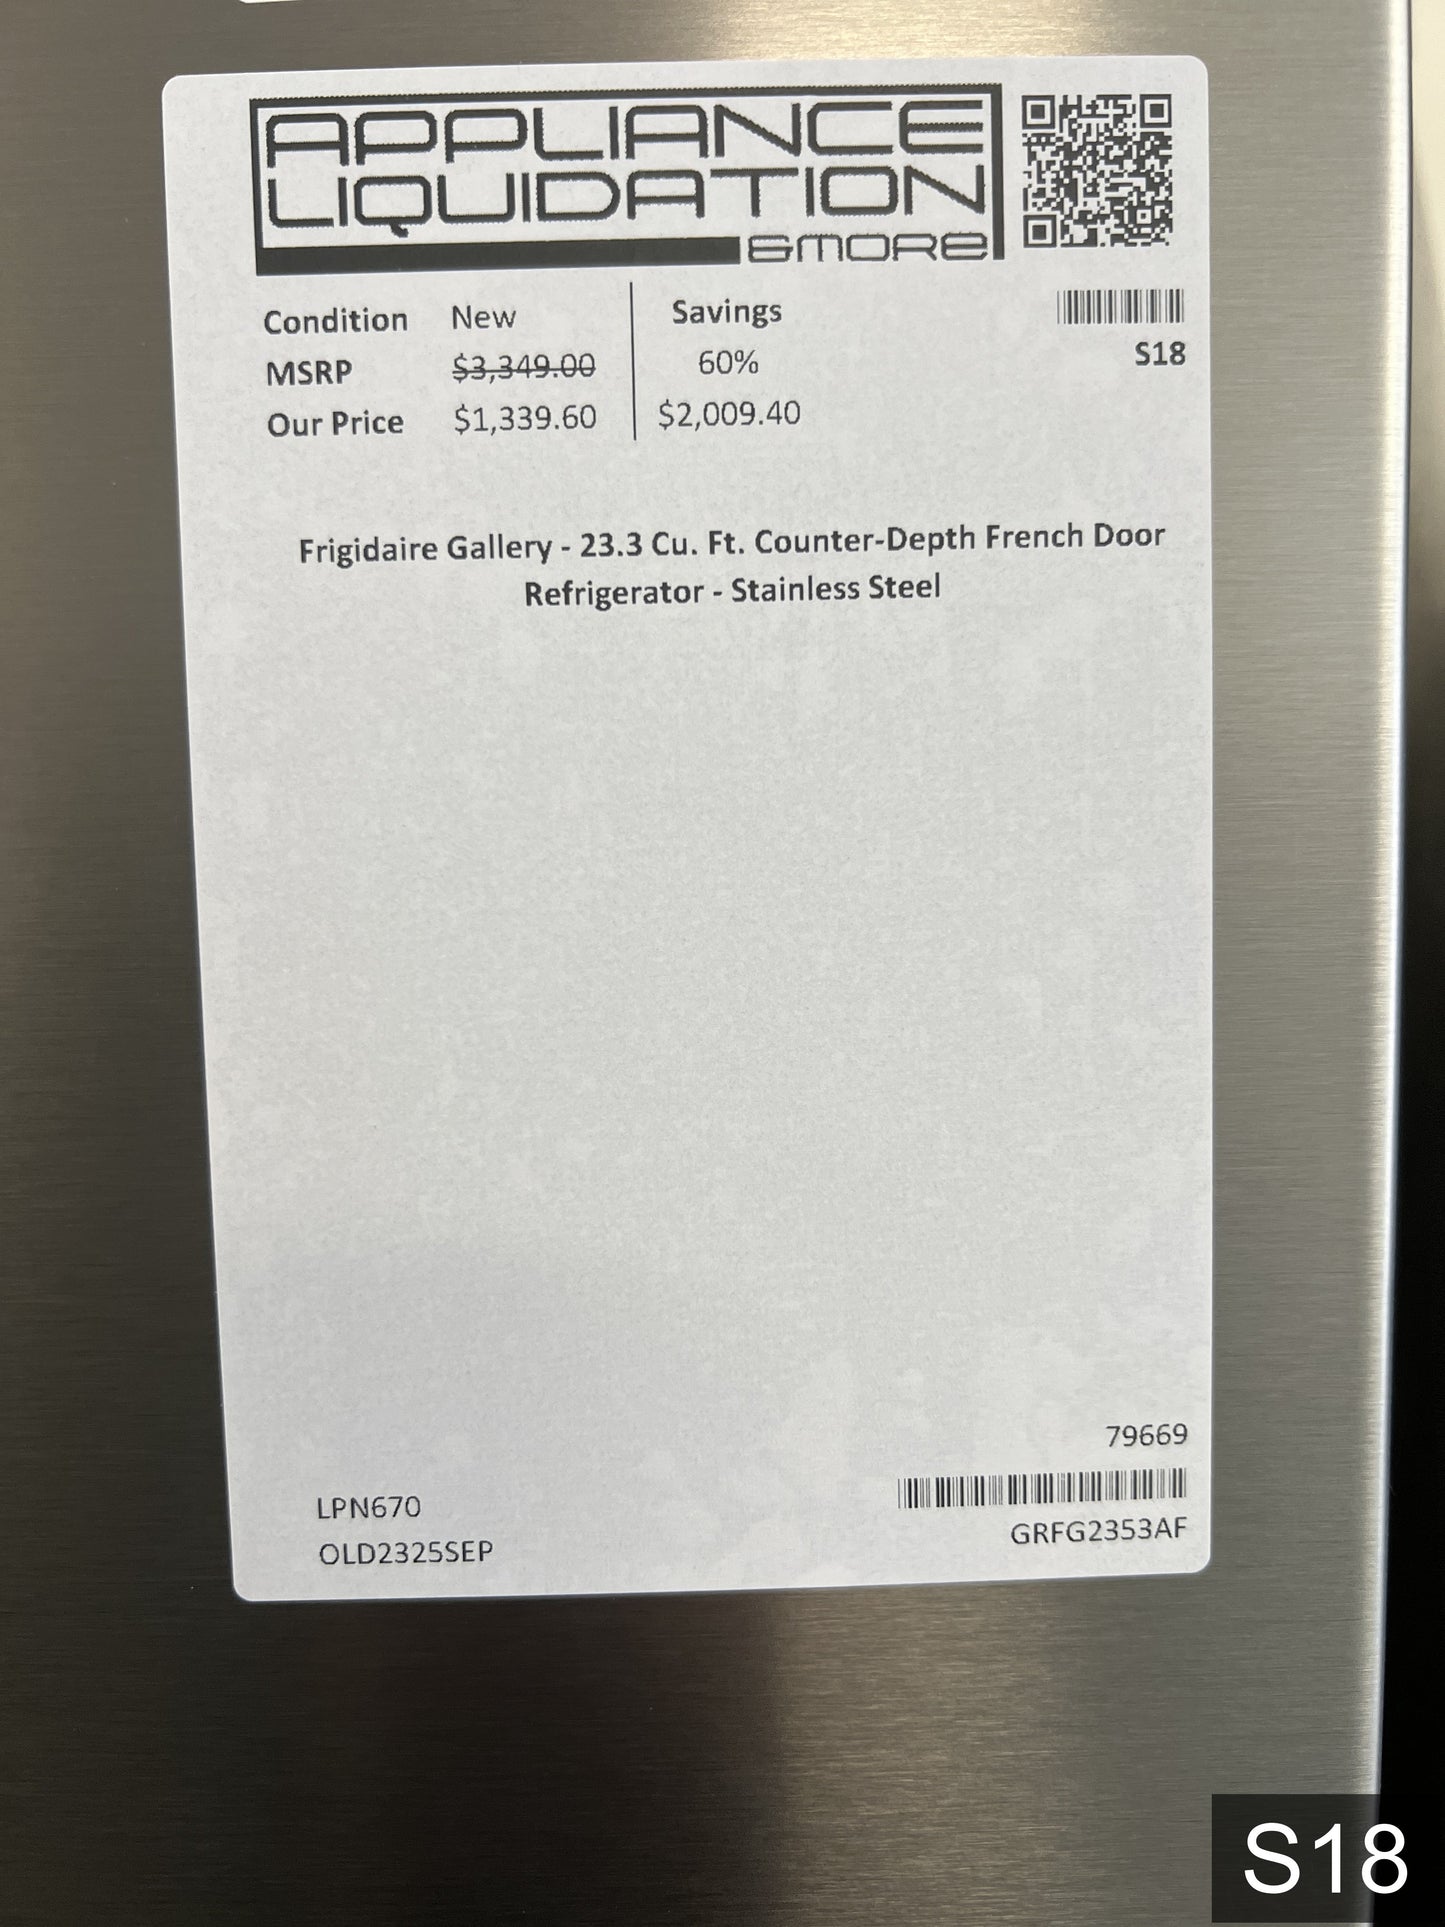 APPLIANCE
LIQUIDATION
&MORE
Condition New
MSRP $3,349.00
Our Price $1,339.60
Savings
60%
$2,009.40
S18
Frigidaire Gallery - 23.3 Cu. Ft. Counter-Depth French Door
Refrigerator - Stainless Steel
79669
LPN670
OLD2325SEP
GRFG2353AF
S18